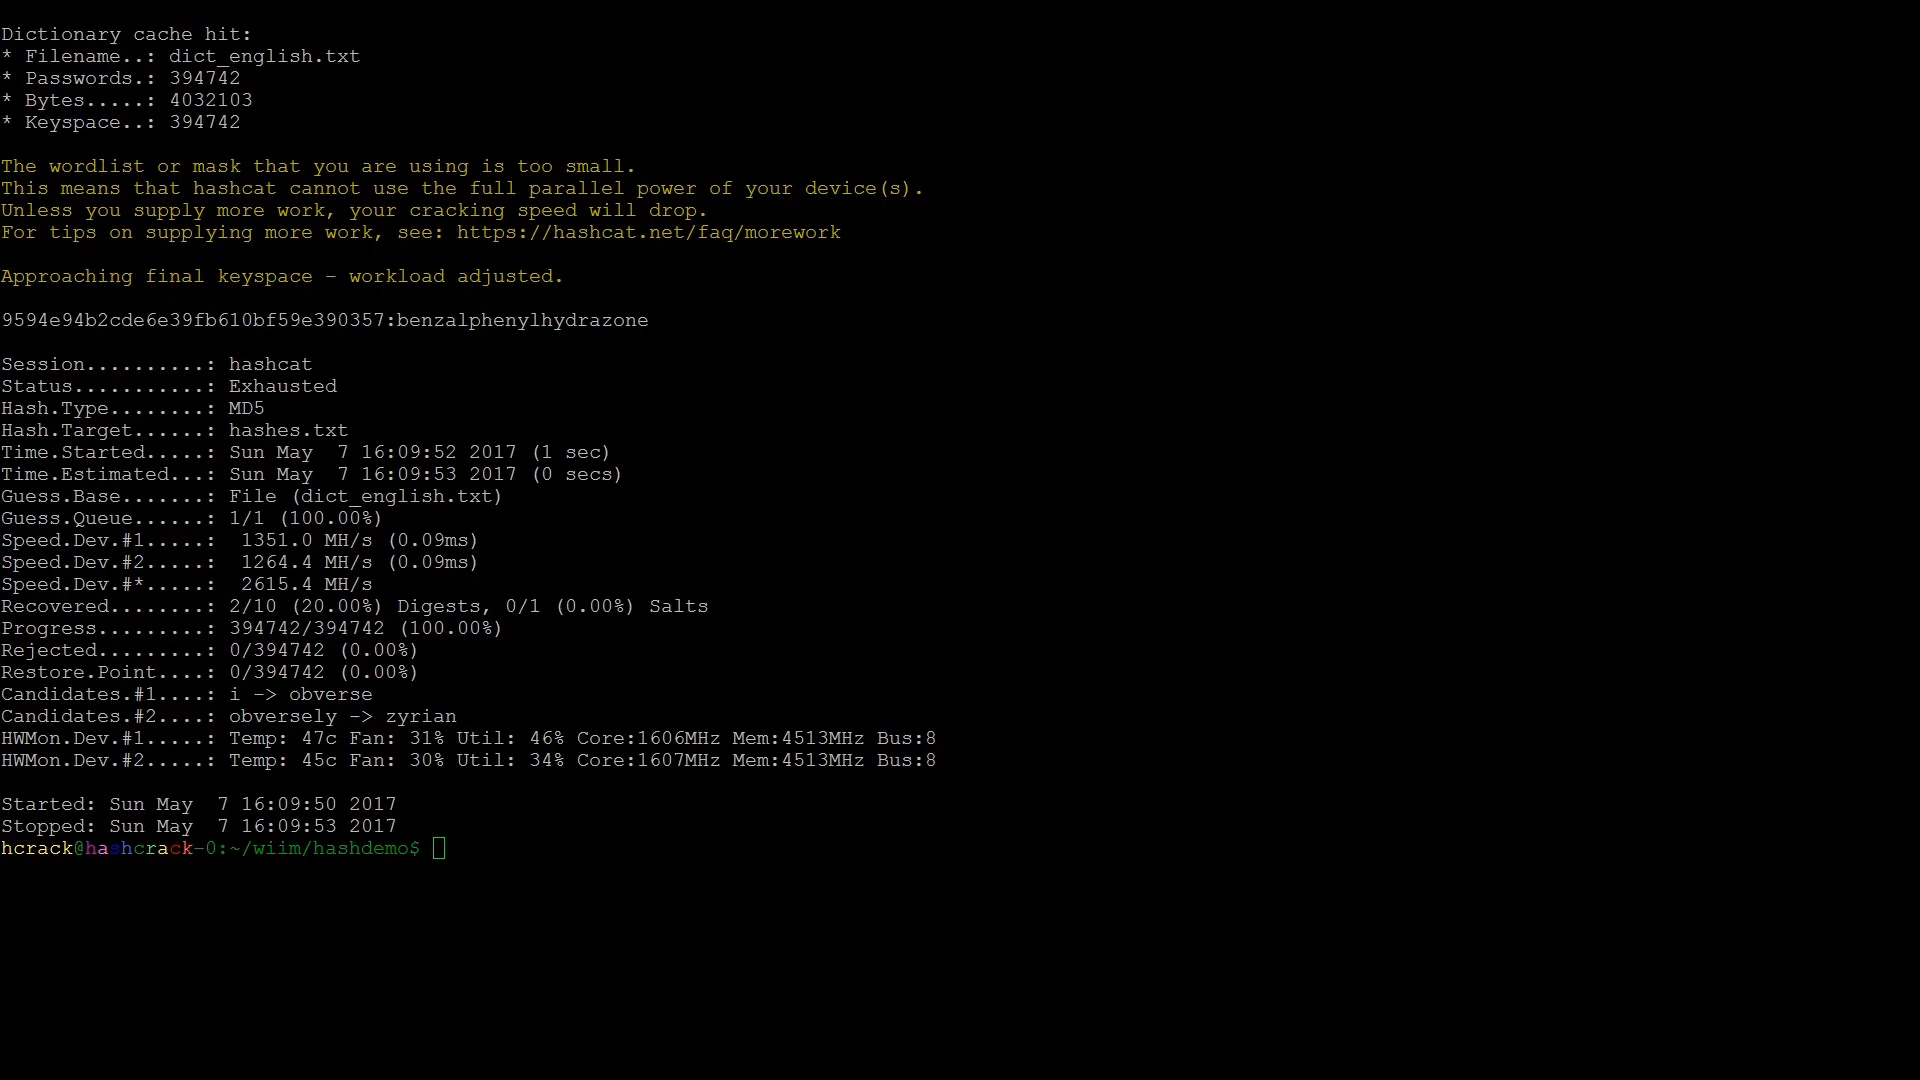 Dictionary cache hit:
* Filename..: dict_english.txt
* Passwords.: 394742
* Bytes.....: 4032103
* Keyspace..: 394742
The wordlist or mask that you are using is too small.
This means that hashcat cannot use the full parallel power of your device(s).
Unless you supply more work, your cracking speed will drop.
For tips on supplying more work, see: https://hashcat.net/faq/morework
Approaching final keyspace - workload adjusted.
9594e94b2cde6e39fb610bf59e390357:benzalphenylhydrazone
Session..........: hashcat
Status...........: Exhausted
Hash.Type........: MD5
Hash.Target......: hashes.txt
Time.Started.....: Sun May  7 16:09:52 2017 (1 sec)
Time.Estimated...: Sun May  7 16:09:53 2017 (0 secs)
Guess.Base.......: File (dict_english.txt)
Guess.Queue......: 1/1 (100.00%)
Speed.Dev.#1.....:  1351.0 MH/s (0.09ms)
Speed.Dev.#2.....:  1264.4 MH/s (0.09ms)
Speed.Dev.#*.....:  2615.4 MH/s
Recovered........: 2/10 (20.00%) Digests, 0/1 (0.00%) Salts
Progress.........: 394742/394742 (100.00%)
Rejected.........: 0/394742 (0.00%)
Restore.Point....: 0/394742 (0.00%)
Candidates.#1....: i -> obverse
Candidates.#2....: obversely -> zyrian
HWMon.Dev.#1.....: Temp: 47c Fan: 31% Util: 46% Core:1606MHz Mem:4513MHz Bus:8
HWMon.Dev.#2.....: Temp: 45c Fan: 30% Util: 34% Core:1607MHz Mem:4513MHz Bus:8
Started: Sun May  7 16:09:50 2017
Stopped: Sun May  7 16:09:53 2017
hcrack@hashcrack-0:~/wiim/hashdemo$